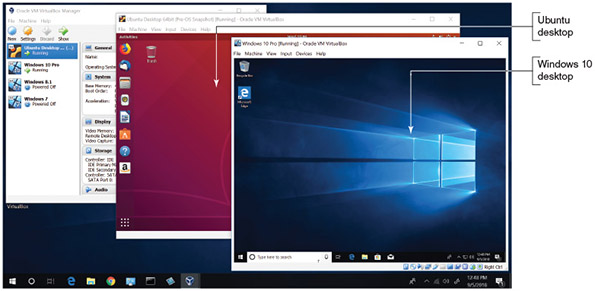 Oracle VM VirtualBox Manager
File Machine Help
New Settings Discard Show
Ubuntu Desktop ... (...)
Running
Windows 10 Pro
Running
Windows 8.1
Powered Off
Windows 7
Powered Off
General
Name:
Operating System:
System
Base Memory:
Boot Order:
Acceleration:
Display
Video Memory:
Remote Desktop
Video Capture:
Storage
Controller: IDE
IDE Primary
IDE Secondary
Controller: SATA
SATA Port 0:
Audio
VirtualBox
Ubuntu Desktop 64bit (Pre OS Snapshot) [Running] - Oracle VM VirtualBox
File Machine View Input Devices Help
Activities
Trash
Windows 10 Pro [Running] - Oracle VM VirtualBox
File Machine View Input Devices Help
Recycle Bin
Microsoft
Edge
Type here to search
Right Ctrl
12:48 PM
9/5/2018
Ubuntu
desktop
Windows 10
desktop